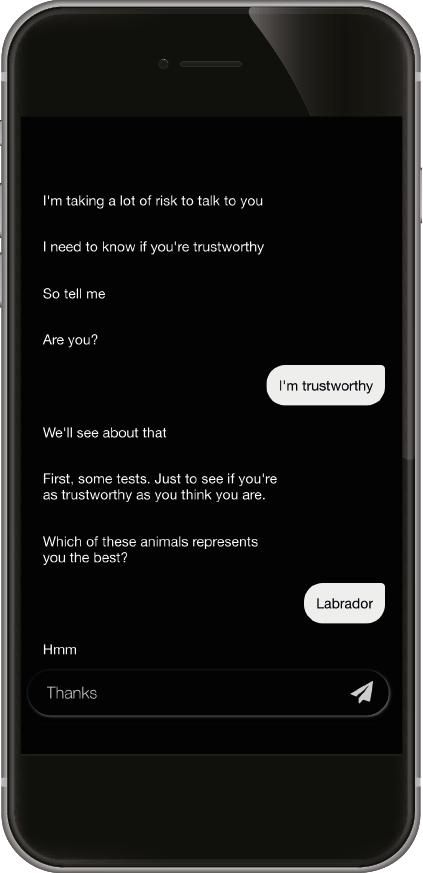 I'm taking a lot of risk to talk to you
I need to know if you're trustworthy
So tell me
Are you?
I'm trustworthy
We'll see about that
First, some tests. Just to see if you're
as trustworthy as you think you are.
Which of these animals represents
you the best?
Labrador
Hmm
Thanks